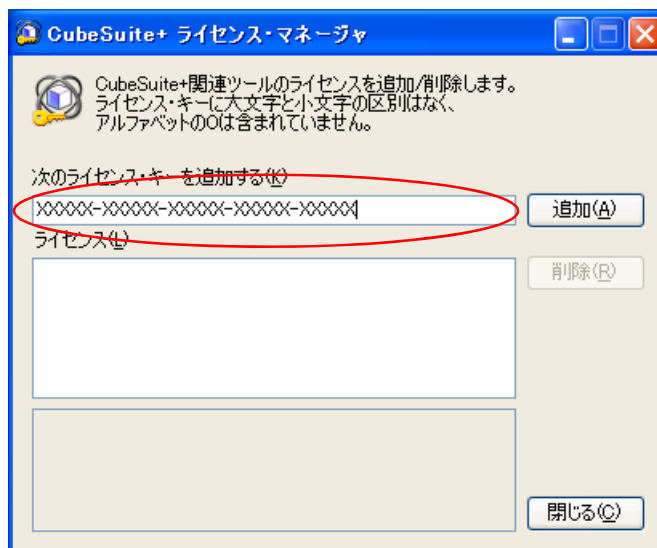 CubeSuite+ ライセンス・マネージャ
CubeSuite+関連ツールのライセンスを追加/削除します。
ライセンス・キーに大文字と小文字の区別はなく、
アルファベットのOは含まれていません。
次のライセンス・キーを追加する(K)
XXXXX-XXXXX-XXXXX-XXXXX-XXXXX
追加(A)
ライセンス(L)
削除(R)
閉じる(C)